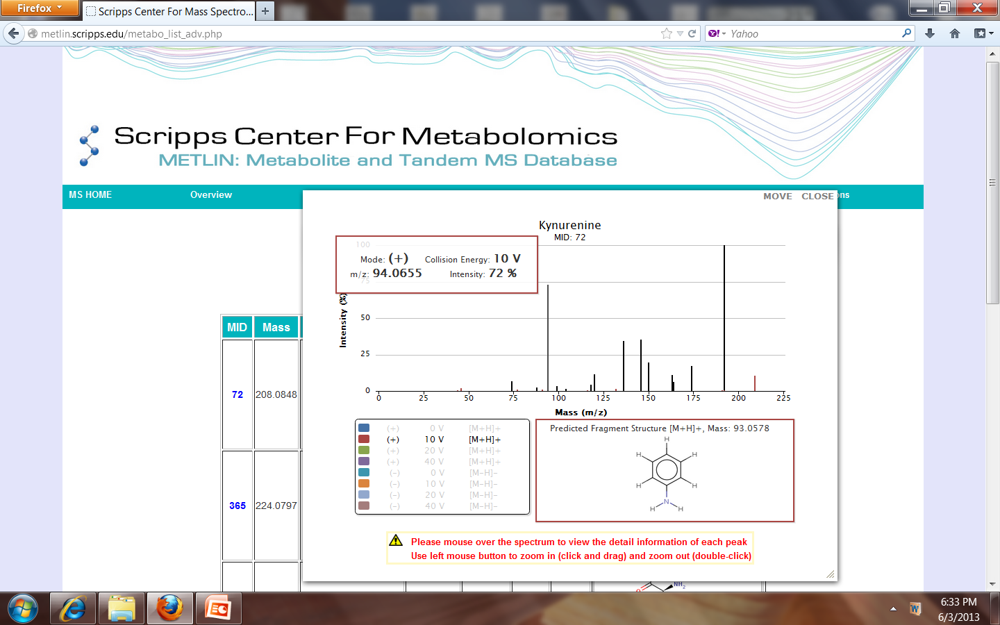 Firefox
Scripps Center For Mass Spectro...
metlin.scripps.edu/metabo_list_adv.php
Yahoo
Scripps Center For Metabolomics
METLIN: Metabolite and Tandem MS Database
MS HOME Overview ons
MOVE CLOSE
Kynurenine
MID: 72
Mode: (+) Collision Energy: 10 V
m/z: 94.0655 Intensity: 72 %
100
75
50
25
0
Intensity (%)
0 25 50 75 100 125 150 175 200 225
Mass (m/z)
(+) 0 V [M+H]+
(+) 10 V [M+H]+
(+) 20 V [M+H]+
(+) 40 V [M+H]+
(-) 0 V [M-H]-
(-) 10 V [M-H]-
(-) 20 V [M-H]-
(-) 40 V [M-H]-
Predicted Fragment Structure [M+H]+, Mass: 93.0578
H
H H
H H
N
H H
Please mouse over the spectrum to view the detail information of each peak
Use left mouse button to zoom in (click and drag) and zoom out (double-click)
MID Mass
72 208.0848
365 224.0797
O NH2
6:33 PM
6/3/2013